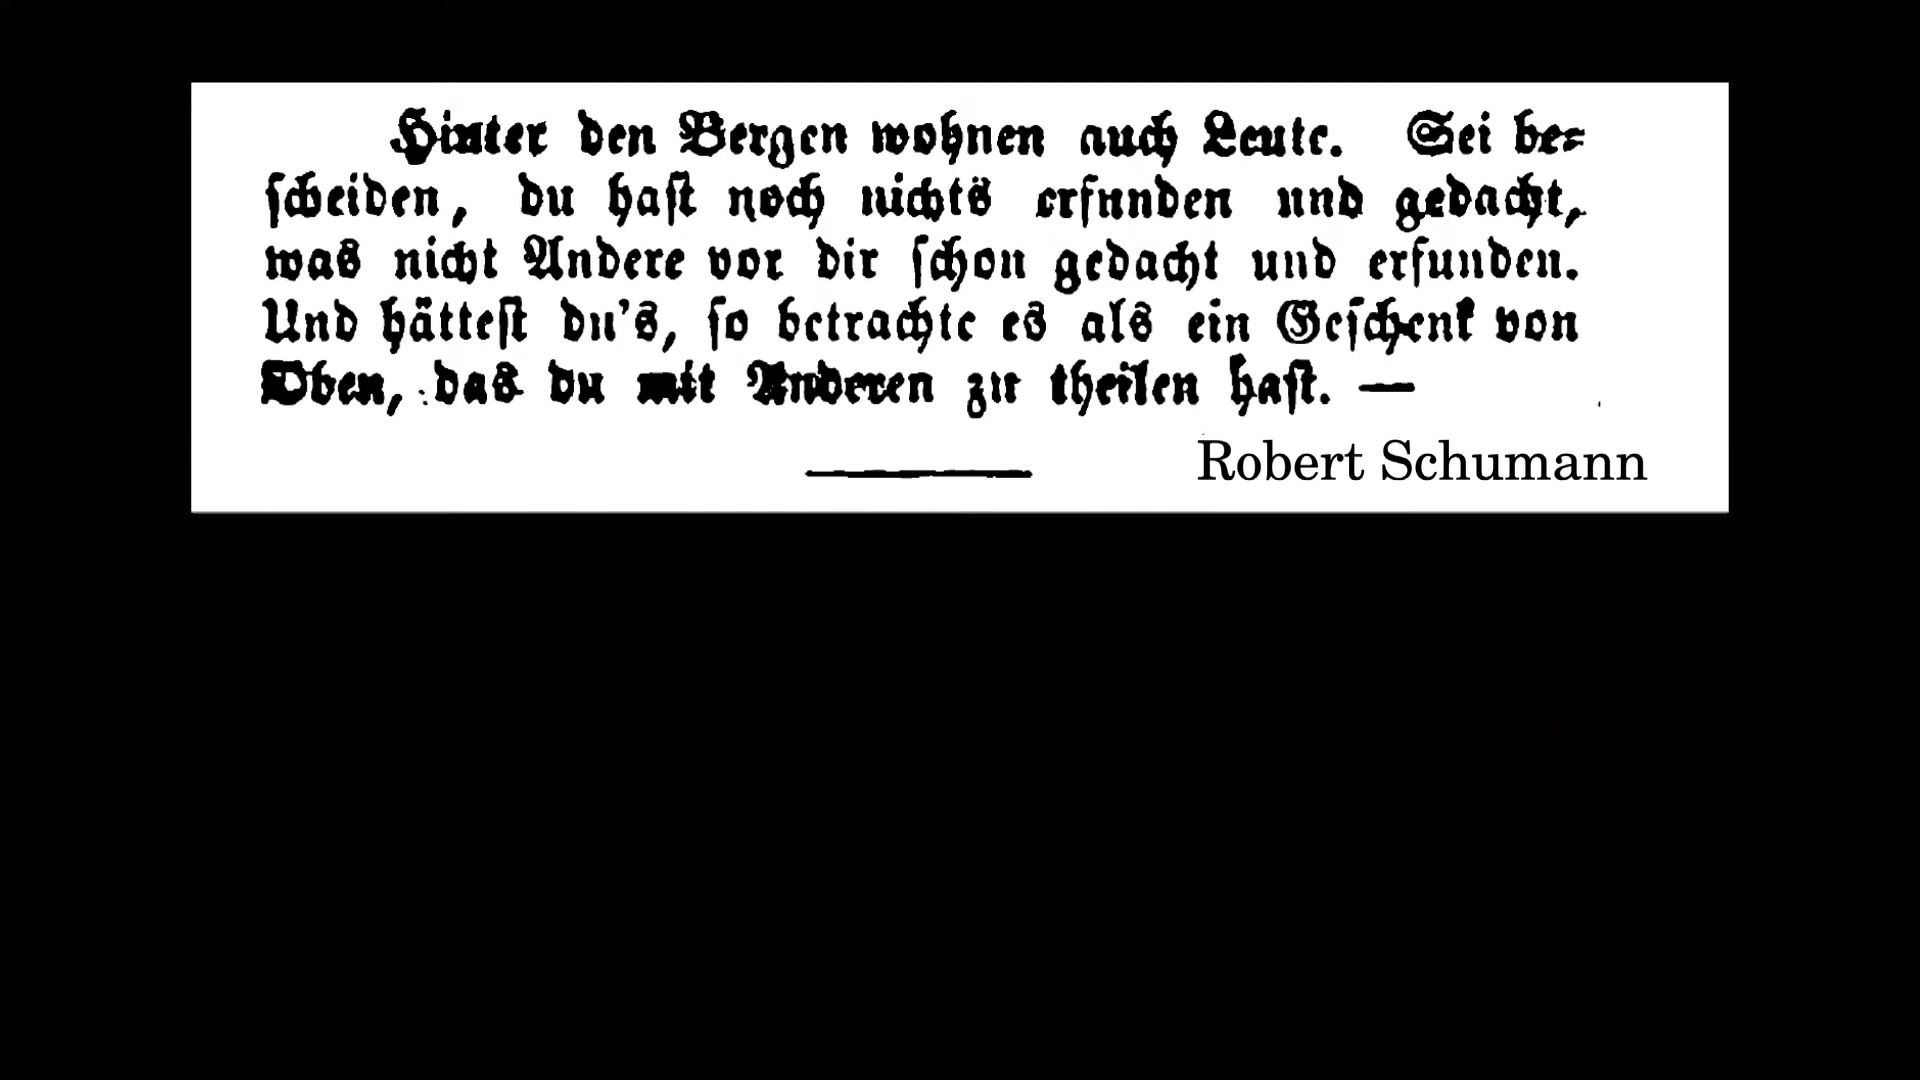 Hinter den Bergen wohnen auch Leute. Sei be=
ſcheiden, du haſt noch nichts erfunden und gedacht,
was nicht Andere vor dir ſchon gedacht und erfunden.
Und hätteſt du's, ſo betrachte es als ein Geſchenk von
Oben, das du mit Anderen zu theilen haſt. —
Robert Schumann